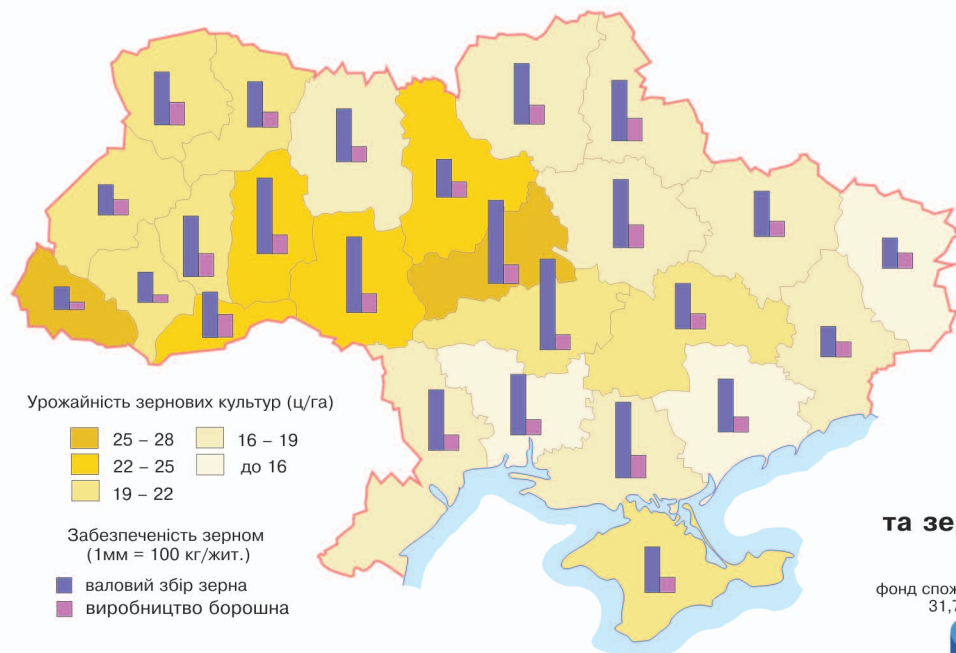 Урожайність зернових культур (ц/га)
25 – 28
22 – 25
19 – 22
16 – 19
до 16
Забезпеченість зерном
(1мм = 100 кг/жит.)
валовий збір зерна
виробництво борошна
та зе
фонд спож
31,7